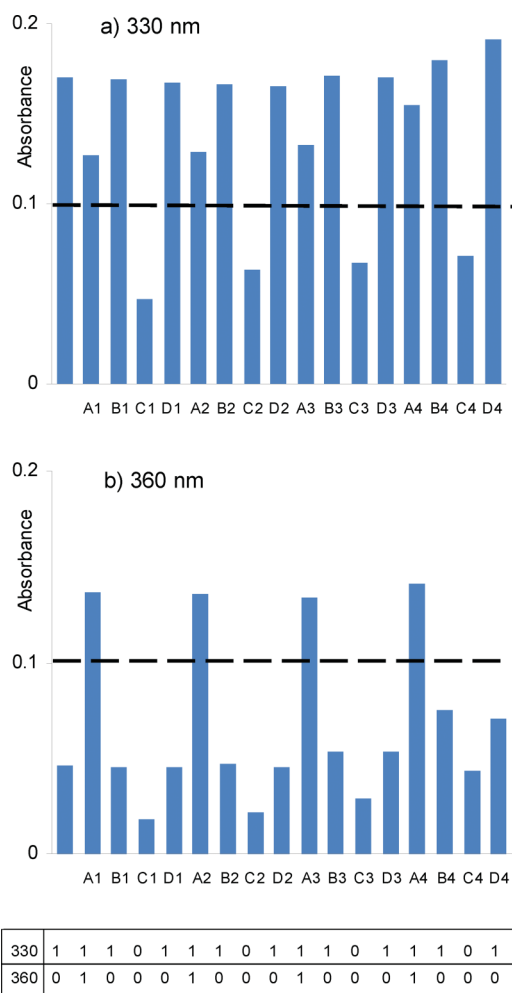 0.2
a) 330 nm
Absorbance
0.1
0
A1 B1 C1 D1 A2 B2 C2 D2 A3 B3 C3 D3 A4 B4 C4 D4
0.2
b) 360 nm
Absorbance
0.1
0
A1 B1 C1 D1 A2 B2 C2 D2 A3 B3 C3 D3 A4 B4 C4 D4
330 1 1 1 0 1 1 1 0 1 1 1 0 1 1 1 0 1
360 0 1 0 0 0 1 0 0 0 1 0 0 0 1 0 0 0